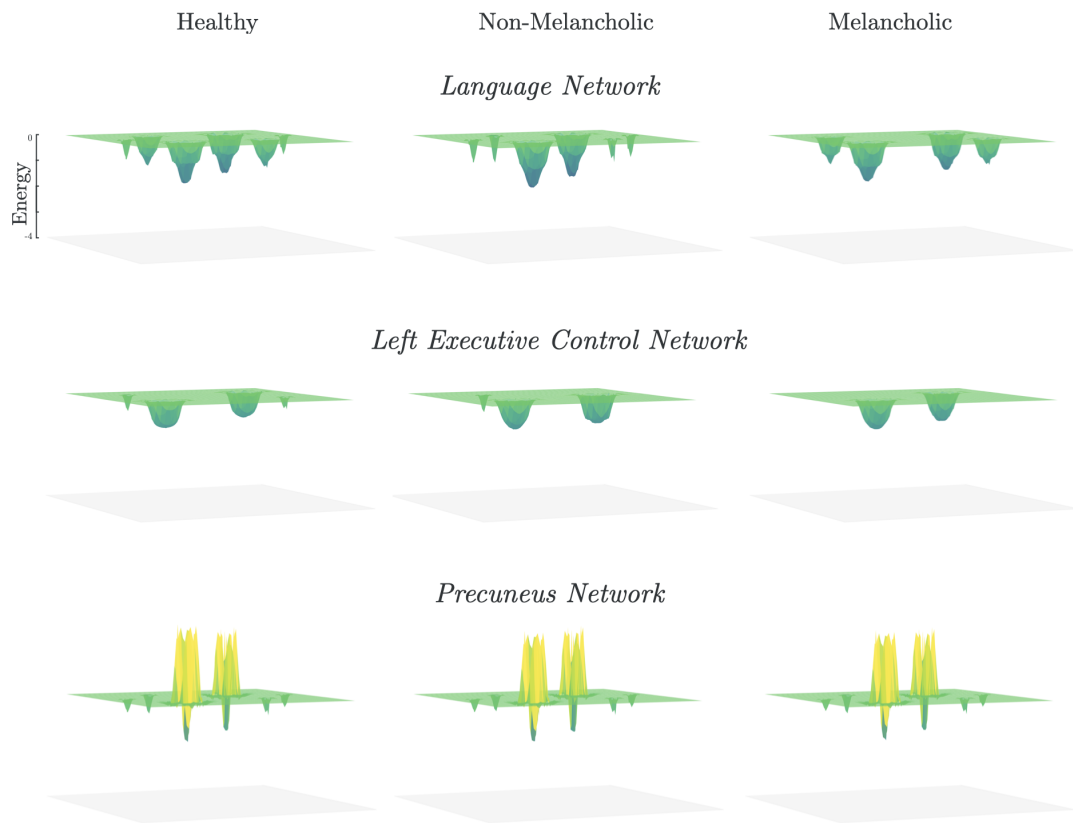 Healthy Non-Melancholic Melancholic
Language Network
0
Energy
-4
Left Executive Control Network
Precuneus Network